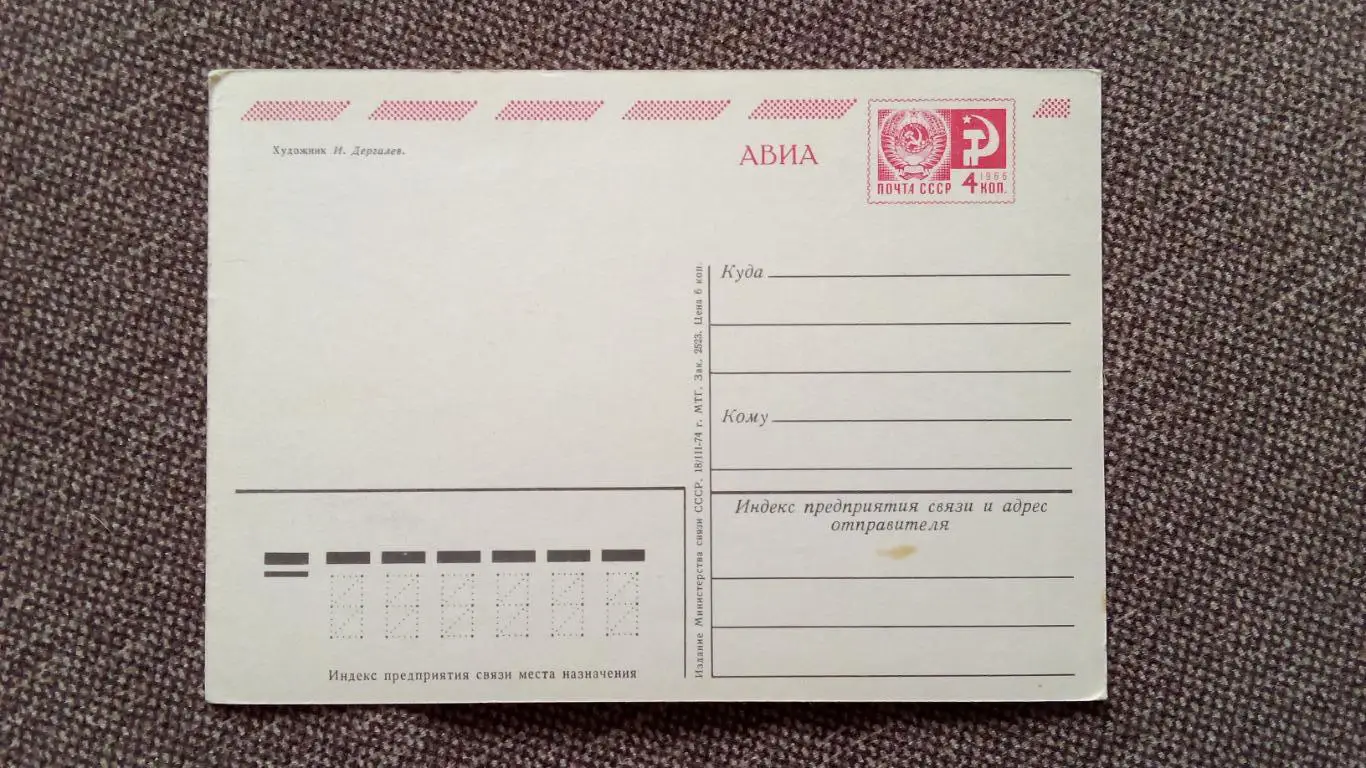 Художник И. Дергалев.
АВИА
ПОЧТА СССР
1966
4 КОП.
Куда
Кому
Индекс предприятия связи и адрес
отправителя
Издание Министерства связи СССР. 18/III-74 г. МТГ. Зак. 2523. Цена 6 коп.
Индекс предприятия связи места назначения